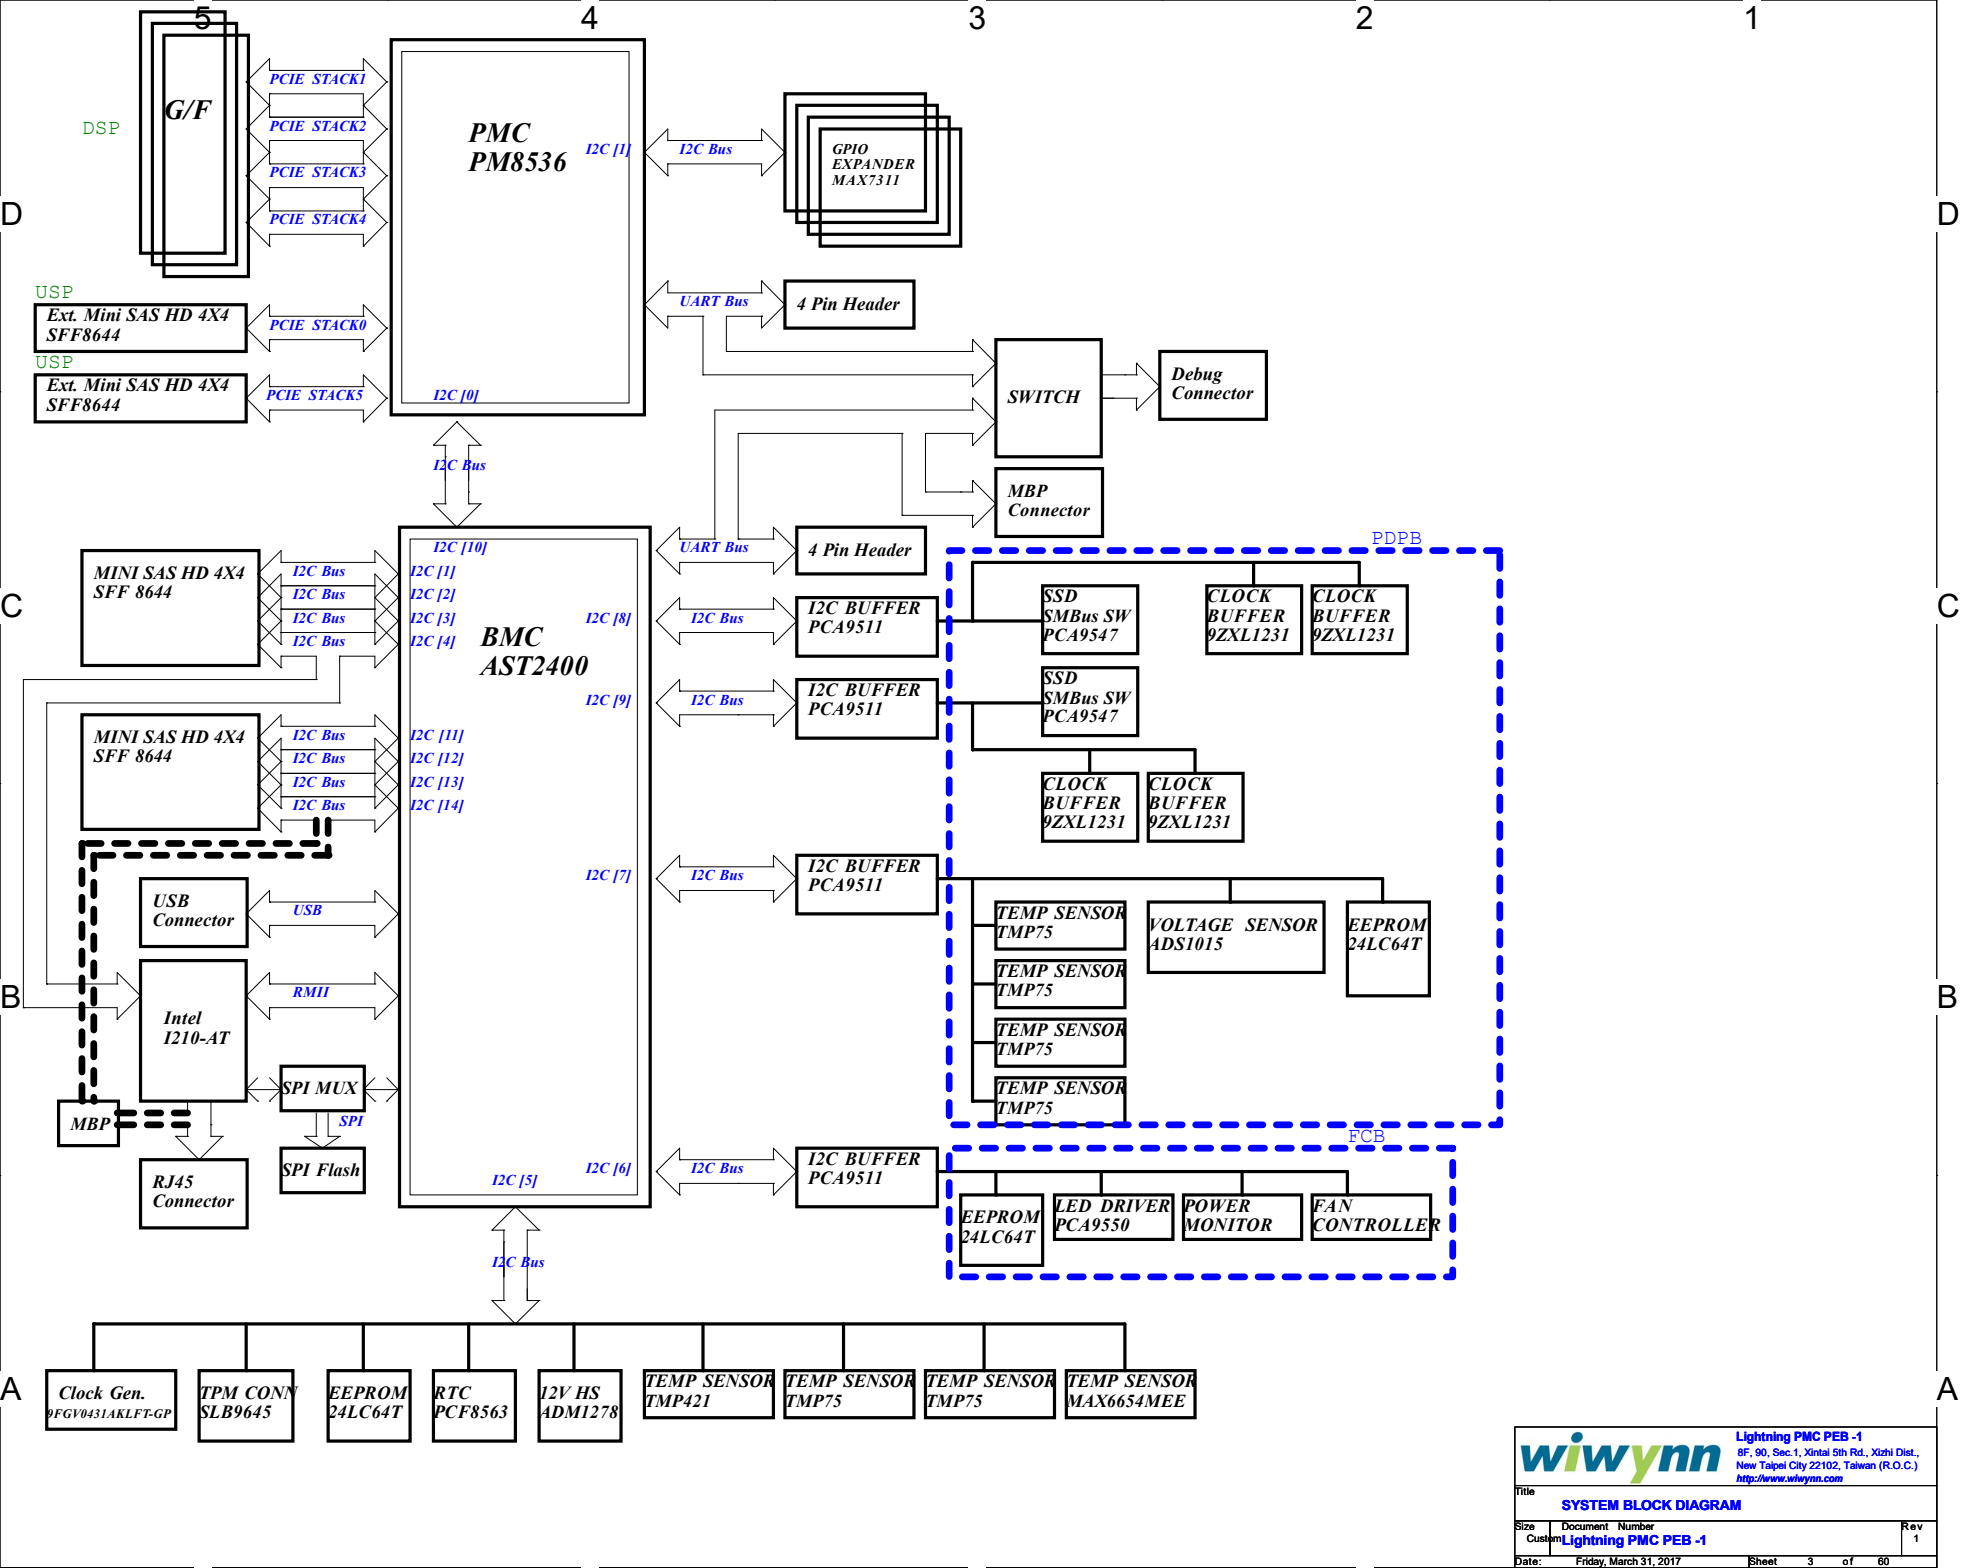 5
4
3
2
1
D
D
C
C
B
B
A
A
DSP
G/F
PCIE STACK1
PCIE STACK2
PCIE STACK3
PCIE STACK4
PMC
PM8536
I2C [1]
I2C Bus
GPIO
EXPANDER
MAX7311
USP
Ext. Mini SAS HD 4X4
SFF8644
PCIE STACK0
USP
Ext. Mini SAS HD 4X4
SFF8644
PCIE STACK5
I2C [0]
UART Bus
4 Pin Header
SWITCH
Debug
Connector
MBP
Connector
I2C Bus
I2C [10]
BMC
AST2400
MINI SAS HD 4X4
SFF 8644
I2C Bus
I2C Bus
I2C Bus
I2C Bus
I2C [1]
I2C [2]
I2C [3]
I2C [4]
MINI SAS HD 4X4
SFF 8644
I2C Bus
I2C Bus
I2C Bus
I2C Bus
I2C [11]
I2C [12]
I2C [13]
I2C [14]
USB
Connector
USB
Intel
I210-AT
RMII
SPI MUX
SPI
SPI Flash
MBP
RJ45
Connector
UART Bus
4 Pin Header
I2C [8]
I2C Bus
I2C BUFFER
PCA9511
I2C [9]
I2C Bus
I2C BUFFER
PCA9511
I2C [7]
I2C Bus
I2C BUFFER
PCA9511
I2C [6]
I2C Bus
I2C BUFFER
PCA9511
PDPB
SSD
SMBus SW
PCA9547
CLOCK
BUFFER
9ZXL1231
CLOCK
BUFFER
9ZXL1231
SSD
SMBus SW
PCA9547
CLOCK
BUFFER
9ZXL1231
CLOCK
BUFFER
9ZXL1231
TEMP SENSOR
TMP75
TEMP SENSOR
TMP75
TEMP SENSOR
TMP75
TEMP SENSOR
TMP75
VOLTAGE SENSOR
ADS1015
EEPROM
24LC64T
FCB
EEPROM
24LC64T
LED DRIVER
PCA9550
POWER
MONITOR
FAN
CONTROLLER
I2C [5]
I2C Bus
Clock Gen.
9FGV0431AKLFT-GP
TPM CONN
SLB9645
EEPROM
24LC64T
RTC
PCF8563
12V HS
ADM1278
TEMP SENSOR
TMP421
TEMP SENSOR
TMP75
TEMP SENSOR
TMP75
TEMP SENSOR
MAX6654MEE
wiwynn
Lightning PMC PEB -1
8F, 90, Sec.1, Xintai 5th Rd., Xizhi Dist.,
New Taipei City 22102, Taiwan (R.O.C.)
http://www.wiwynn.com
Title
SYSTEM BLOCK DIAGRAM
Size
Custom
Document Number
Lightning PMC PEB -1
Rev
1
Date: Friday, March 31, 2017 Sheet 3 of 60